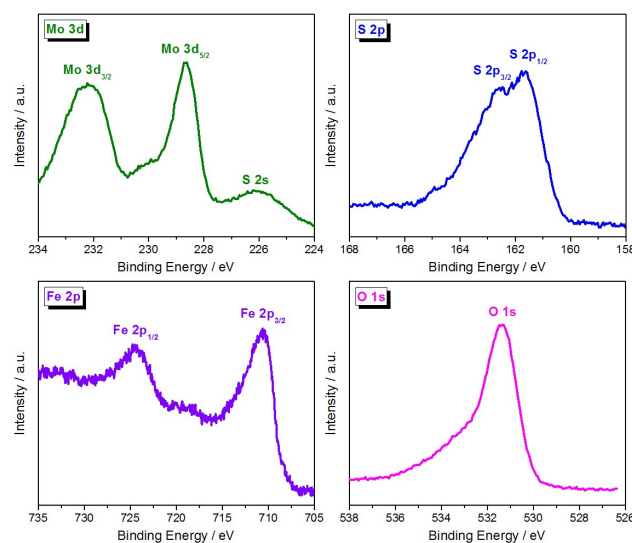 Mo 3d
Mo 3d3/2
Mo 3d5/2
S 2s
Intensity / a.u.
234 232 230 228 226 224
Binding Energy / eV
S 2p
S 2p3/2
S 2p1/2
Intensity / a.u.
168 166 164 162 160 158
Binding Energy / eV
Fe 2p
Fe 2p1/2
Fe 2p3/2
Intensity / a.u.
735 730 725 720 715 710 705
Binding Energy / eV
O 1s
O 1s
Intensity / a.u.
538 536 534 532 530 528 526
Binding Energy / eV